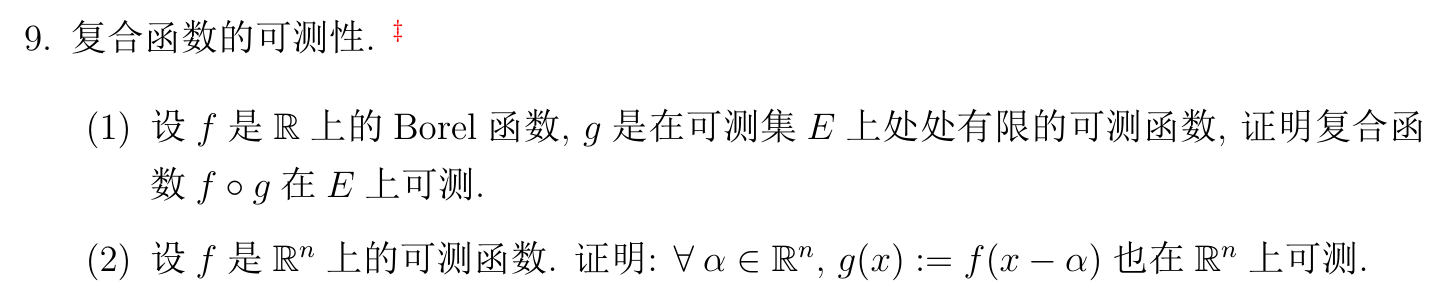 9. 复合函数的可测性. ‡
(1) 设 f 是 ℝ 上的 Borel 函数, g 是在可测集 E 上处处有限的可测函数, 证明复合函
数 f ∘ g 在 E 上可测.
(2) 设 f 是 ℝⁿ 上的可测函数. 证明: ∀ α ∈ ℝⁿ, g(x) := f(x − α) 也在 ℝⁿ 上可测.